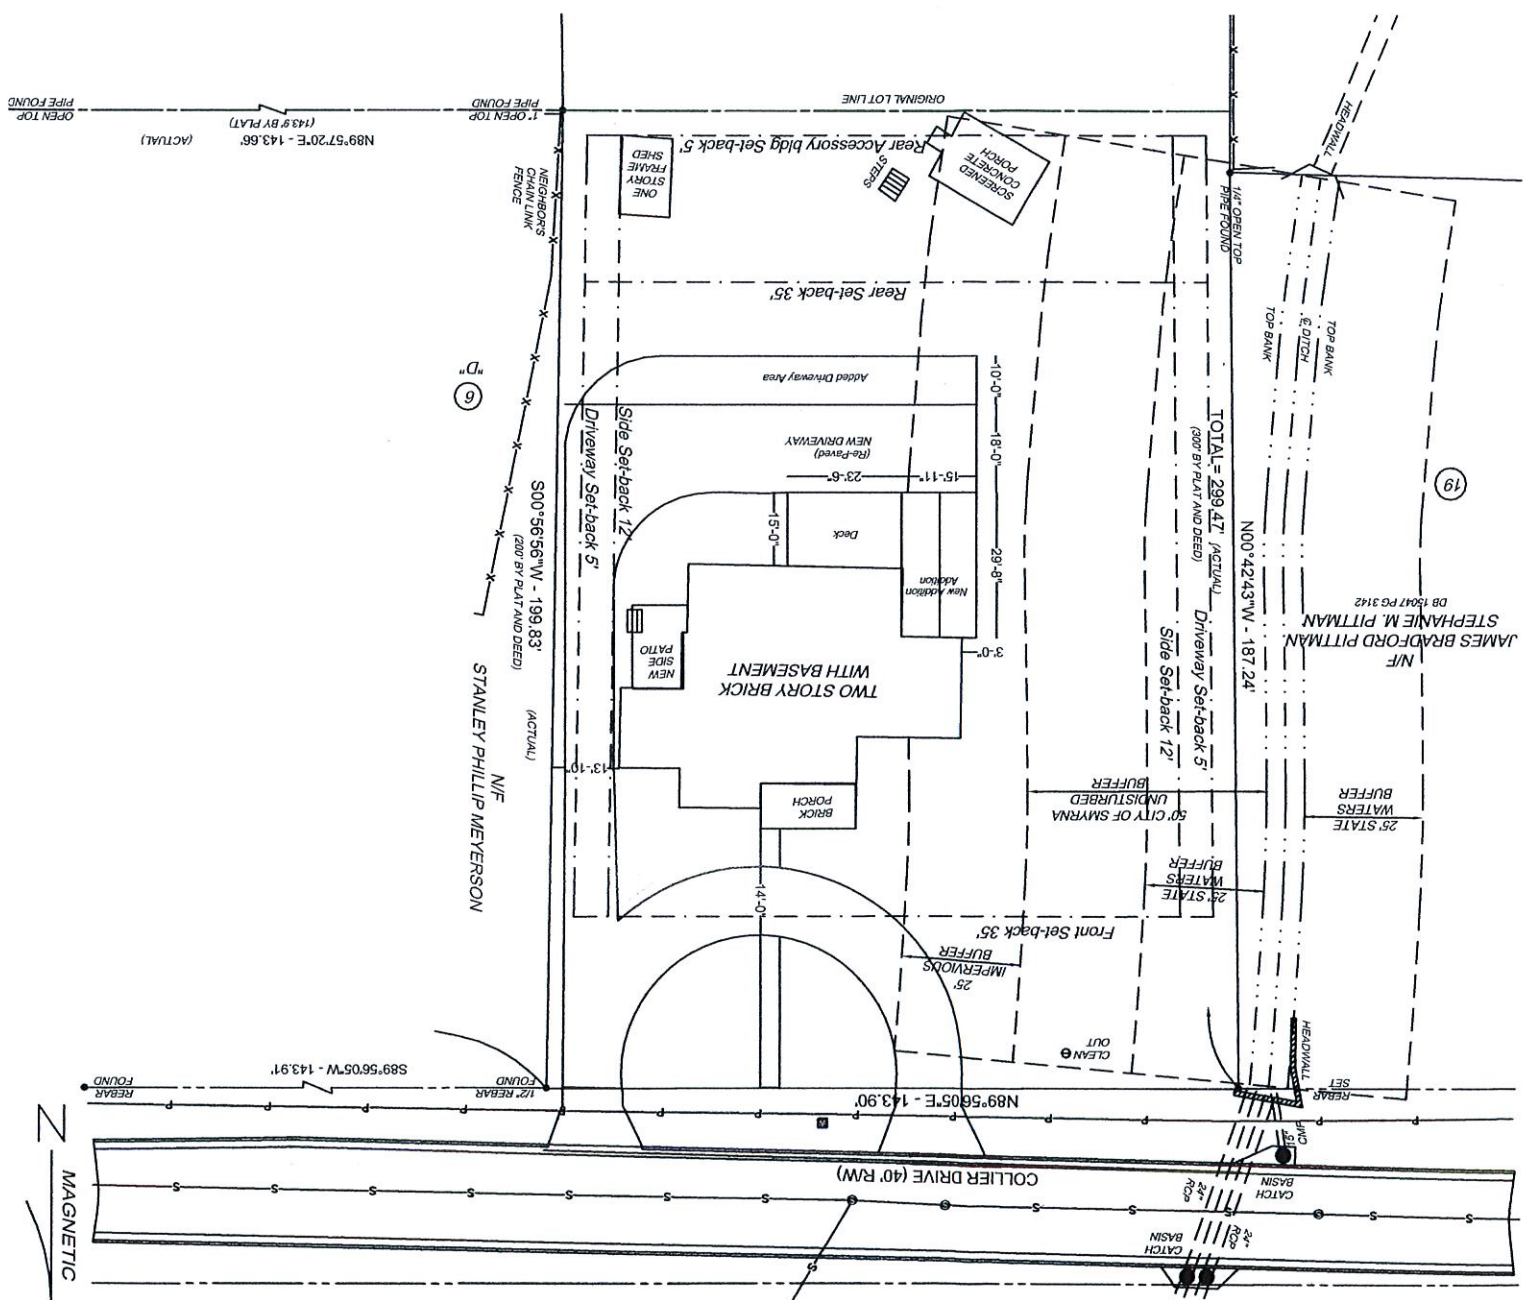 MAGNETIC
N
CATCH
BASIN
24"
RCP
24"
RCP
CATCH
BASIN
15"
CMP
COLLIER DRIVE (40' R/W)
S
P
REBAR
SET
HEADWALL
N89°56'05"E - 143.90'
1/2" REBAR
FOUND
S89°56'05"W - 143.91'
REBAR
FOUND
CLEAN
OUT
25'
IMPERVIOUS
BUFFER
Front Set-back 35'
25' STATE
WATERS
BUFFER
50' CITY OF SMYRNA
UNDISTURBED
BUFFER
25' STATE
WATERS
BUFFER
14'-0"
BRICK
PORCH
13'-10"
TWO STORY BRICK
WITH BASEMENT
NEW
SIDE
PATIO
3'-0"
New Addition
Deck
29'-8"
15'-0"
15'-11"
23'-6"
(Re-Paved)
NEW DRIVEWAY
18'-0"
Added Driveway Area
10'-0"
Side Set-back 12'
Driveway Set-back 5'
Side Set-back 12'
Driveway Set-back 5'
N/F
STANLEY PHILLIP MEYERSON
S00°56'56"W - 199.83'
(ACTUAL)
(200' BY PLAT AND DEED)
6
"D"
N/F
JAMES BRADFORD PITTMAN
STEPHANIE M. PITTMAN
DB 15047 PG 3142
N00°42'43"W - 187.24'
TOTAL= 299.47' (ACTUAL)
(300' BY PLAT AND DEED)
19
TOP BANK
℄ DITCH
TOP BANK
Rear Set-back 35'
1/4" OPEN TOP
PIPE FOUND
HEADWALL
STEPS
SCREENED
CONCRETE
PORCH
ONE
STORY
FRAME
SHED
NEIGHBOR'S
CHAIN LINK
FENCE
X
Rear Accessory bldg Set-back 5'
ORIGINAL LOT LINE
1" OPEN TOP
PIPE FOUND
N89°57'20"E - 143.66' (ACTUAL)
(143.9' BY PLAT)
OPEN TOP
PIPE FOUND